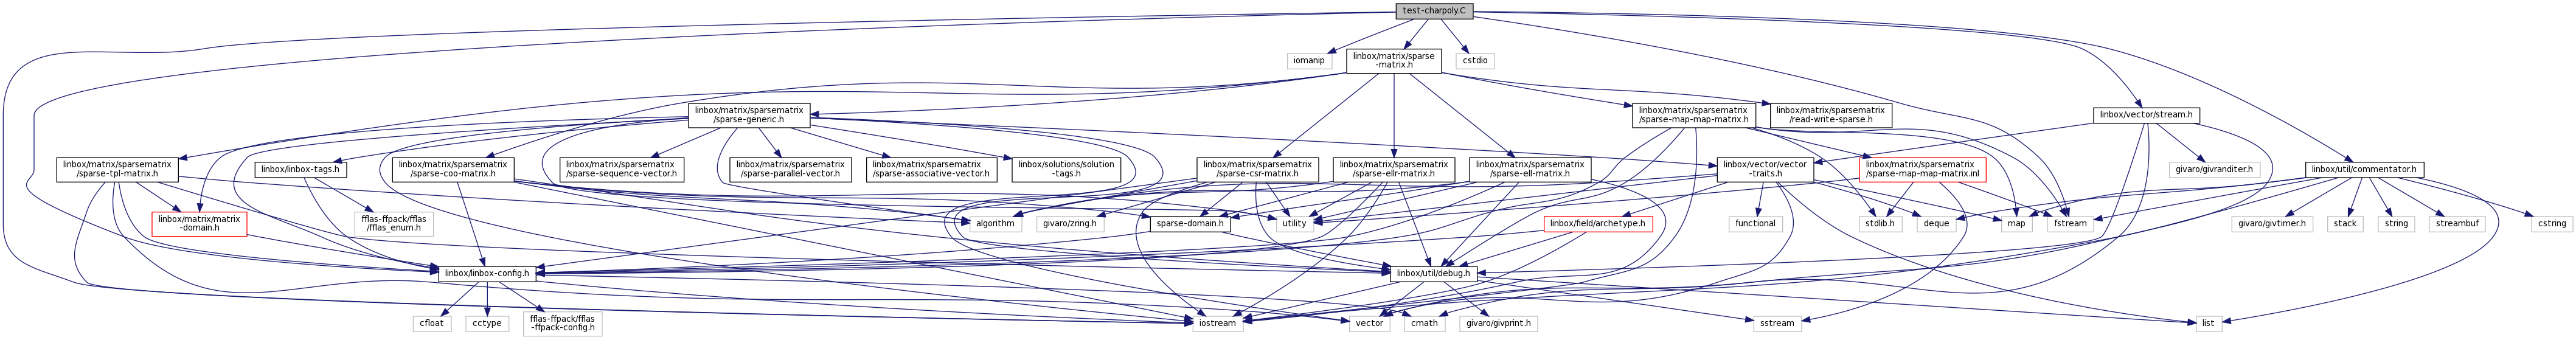 test-charpoly.C
iomanip
linbox/matrix/sparse
-matrix.h
cstdio
linbox/matrix/sparsematrix
/sparse-generic.h
linbox/matrix/sparsematrix
/sparse-map-map-matrix.h
linbox/matrix/sparsematrix
/read-write-sparse.h
linbox/vector/stream.h
linbox/matrix/sparsematrix
/sparse-tpl-matrix.h
linbox/linbox-tags.h
linbox/matrix/sparsematrix
/sparse-coo-matrix.h
linbox/matrix/sparsematrix
/sparse-sequence-vector.h
linbox/matrix/sparsematrix
/sparse-parallel-vector.h
linbox/matrix/sparsematrix
/sparse-associative-vector.h
linbox/solutions/solution
-tags.h
linbox/matrix/sparsematrix
/sparse-csr-matrix.h
linbox/matrix/sparsematrix
/sparse-ellr-matrix.h
linbox/matrix/sparsematrix
/sparse-ell-matrix.h
linbox/vector/vector
-traits.h
linbox/matrix/sparsematrix
/sparse-map-map-matrix.inl
givaro/givranditer.h
linbox/util/commentator.h
linbox/matrix/matrix
-domain.h
fflas-ffpack/fflas
/fflas_enum.h
algorithm
givaro/zring.h
sparse-domain.h
utility
linbox/field/archetype.h
functional
stdlib.h
deque
map
fstream
givaro/givtimer.h
stack
string
streambuf
cstring
linbox/linbox-config.h
linbox/util/debug.h
cfloat
cctype
fflas-ffpack/fflas
-ffpack-config.h
iostream
vector
cmath
givaro/givprint.h
sstream
list